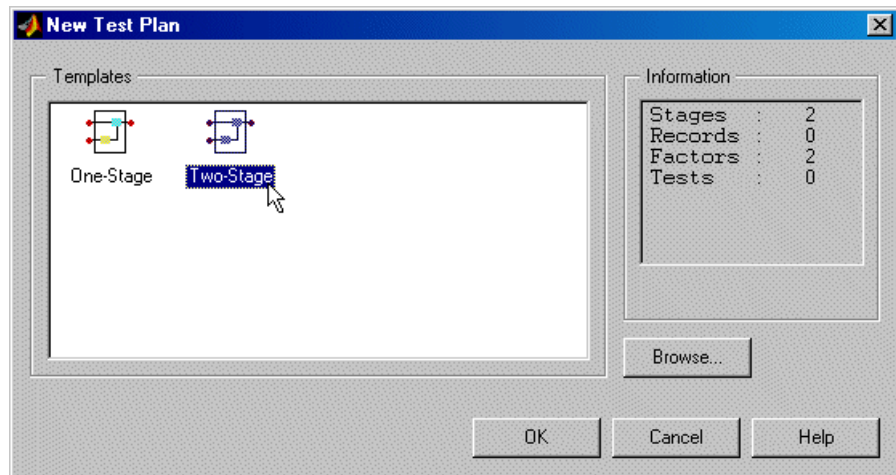 New Test Plan
Templates
One-Stage
Two-Stage
Information
Stages : 2
Records : 0
Factors : 2
Tests : 0
Browse...
OK
Cancel
Help